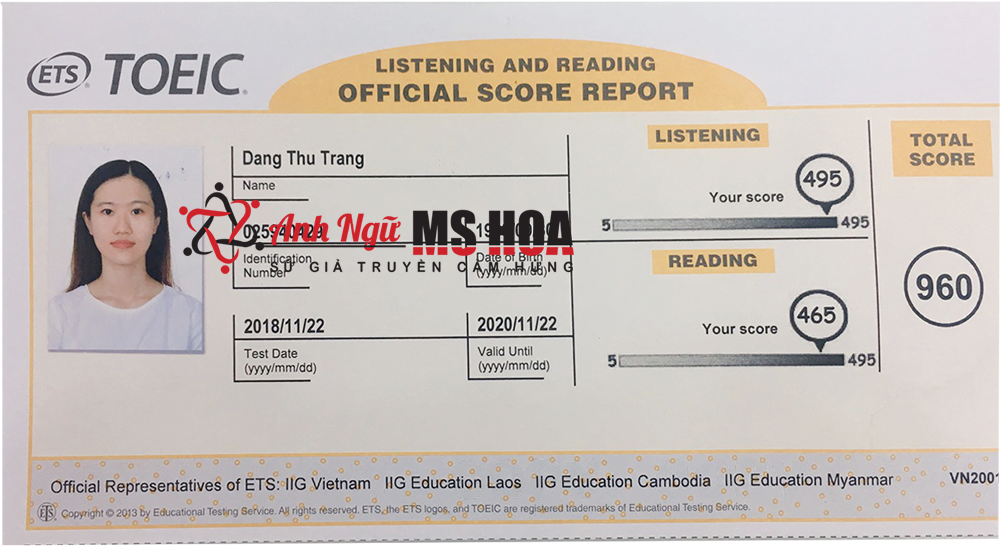 ETS TOEIC
LISTENING AND READING
OFFICIAL SCORE REPORT
Dang Thu Trang
Name
Anh Ngữ MS HOA
SỨ GIẢ TRUYỀN CẢM HỨNG
Identification
Number
Date of Birth
(yyyy/mm/dd)
2018/11/22
Test Date
(yyyy/mm/dd)
2020/11/22
Valid Until
(yyyy/mm/dd)
LISTENING
Your score
495
5
495
READING
Your score
465
5
495
TOTAL
SCORE
960
Official Representatives of ETS: IIG Vietnam IIG Education Laos IIG Education Cambodia IIG Education Myanmar
VN2001
ETS Copyright © 2013 by Educational Testing Service. All rights reserved. ETS, the ETS logos, and TOEIC are registered trademarks of Educational Testing Service.